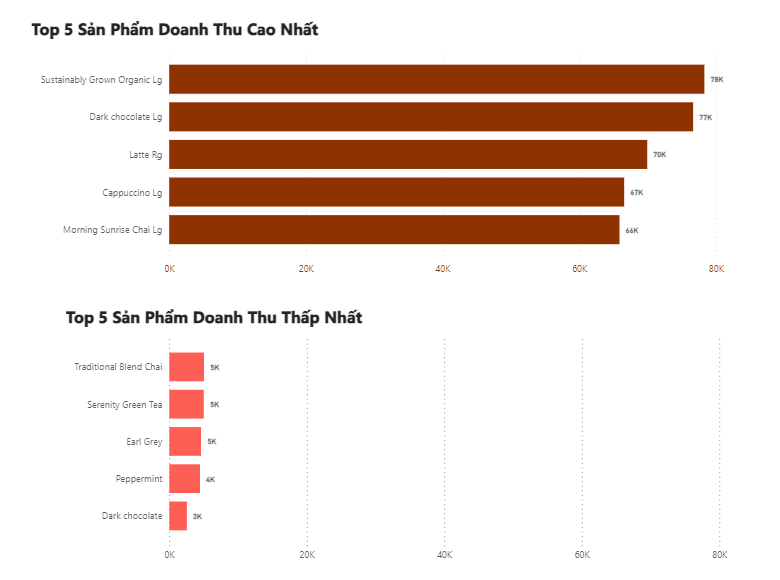 Top 5 Sản Phẩm Doanh Thu Cao Nhất
Sustainably Grown Organic Lg 78K
Dark chocolate Lg 77K
Latte Rg 70K
Cappuccino Lg 67K
Morning Sunrise Chai Lg 66K
0K 20K 40K 60K 80K
Top 5 Sản Phẩm Doanh Thu Thấp Nhất
Traditional Blend Chai 5K
Serenity Green Tea 5K
Earl Grey 5K
Peppermint 4K
Dark chocolate 3K
0K 20K 40K 60K 80K